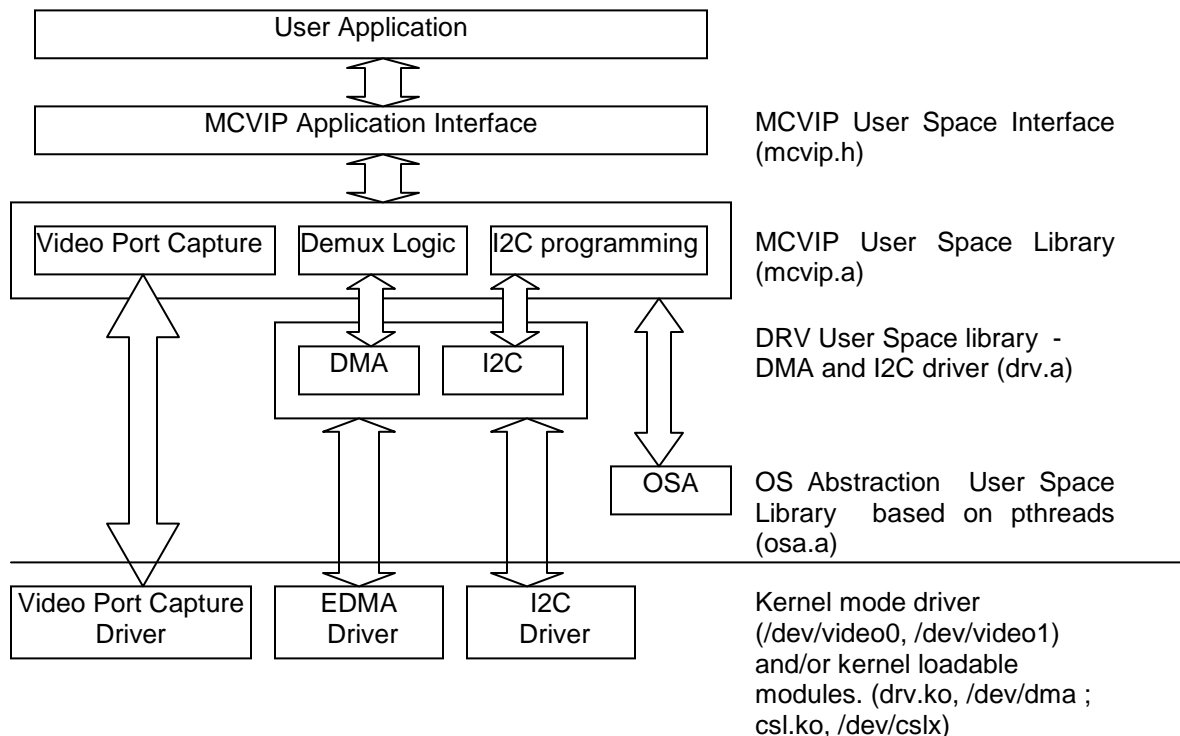 User Application
MCVIP Application Interface
MCVIP User Space Interface
(mcvip.h)
Video Port Capture
Demux Logic
I2C programming
MCVIP User Space Library
(mcvip.a)
DMA
I2C
DRV User Space library -
DMA and I2C driver (drv.a)
OSA
OS Abstraction User Space
Library based on pthreads
(osa.a)
Video Port Capture
Driver
EDMA
Driver
I2C
Driver
Kernel mode driver
(/dev/video0, /dev/video1)
and/or kernel loadable
modules. (drv.ko, /dev/dma ;
csl.ko, /dev/cslx)